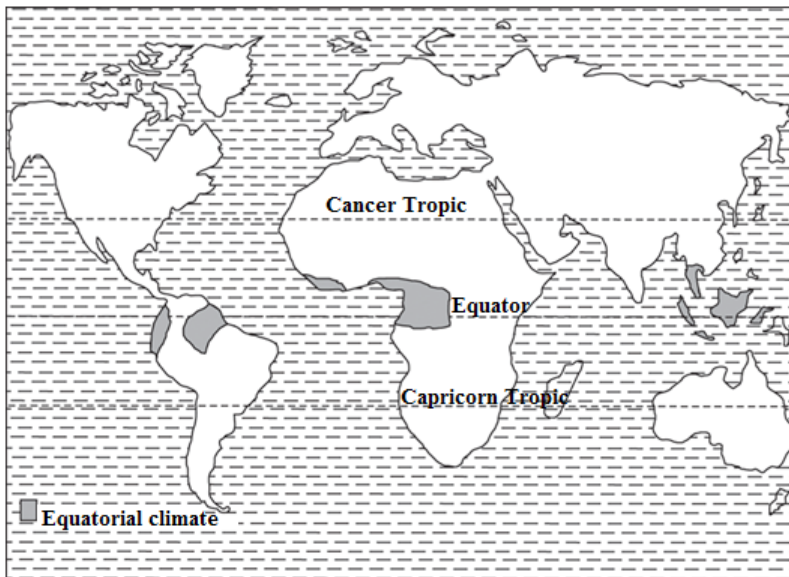 Cancer Tropic
Equator
Capricorn Tropic
Equatorial climate